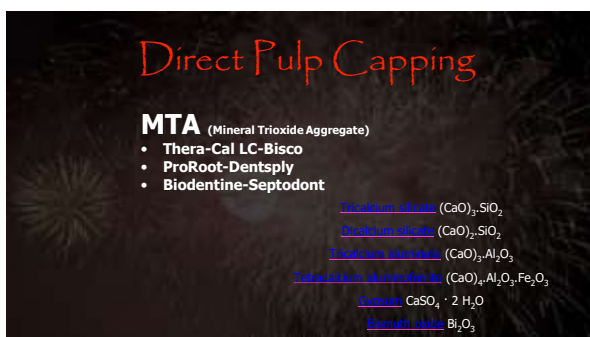 Direct Pulp Capping
MTA (Mineral Trioxide Aggregate)
• Thera-Cal LC-Bisco
• ProRoot-Dentsply
• Biodentine-Septodont
Tricalcium silicate (CaO)₃.SiO₂
Dicalcium silicate (CaO)₂.SiO₂
Tricalcium aluminate (CaO)₃.Al₂O₃
Tetracalcium aluminoferrite (CaO)₄.Al₂O₃.Fe₂O₃
Gypsum CaSO₄ · 2 H₂O
Bismuth oxide Bi₂O₃